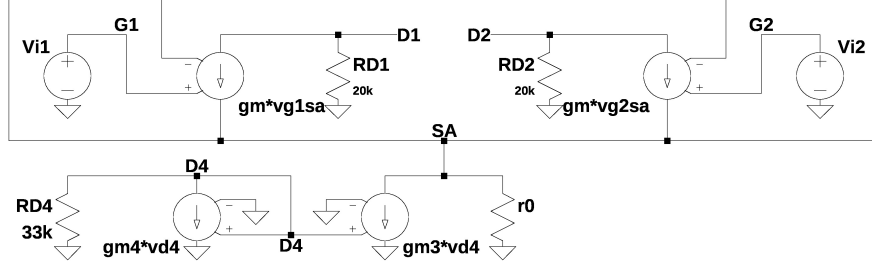 G1
D1
D2
G2
Vi1
RD1
20k
RD2
20k
Vi2
gm*vg1sa
gm*vg2sa
SA
D4
RD4
33k
r0
gm4*vd4
D4
gm3*vd4